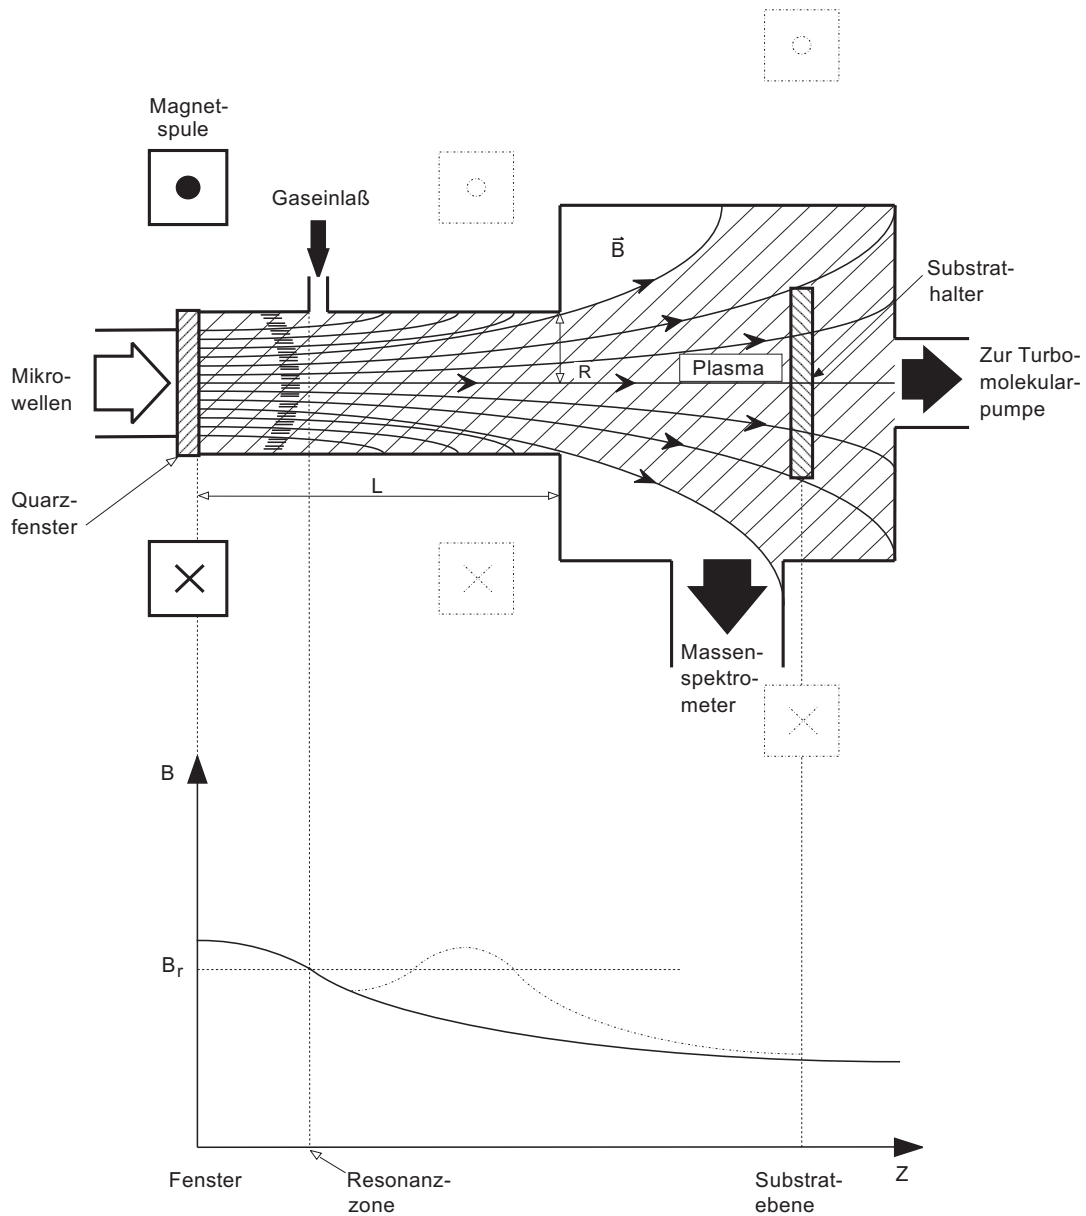 Magnet-
spule
Gaseinlaß
B
Substrat-
halter
Mikro-
wellen
R
Plasma
Zur Turbo-
molekular-
pumpe
L
Quarz-
fenster
Massen-
spektro-
meter
B
Br
Fenster
Resonanz-
zone
Substrat-
ebene
Z